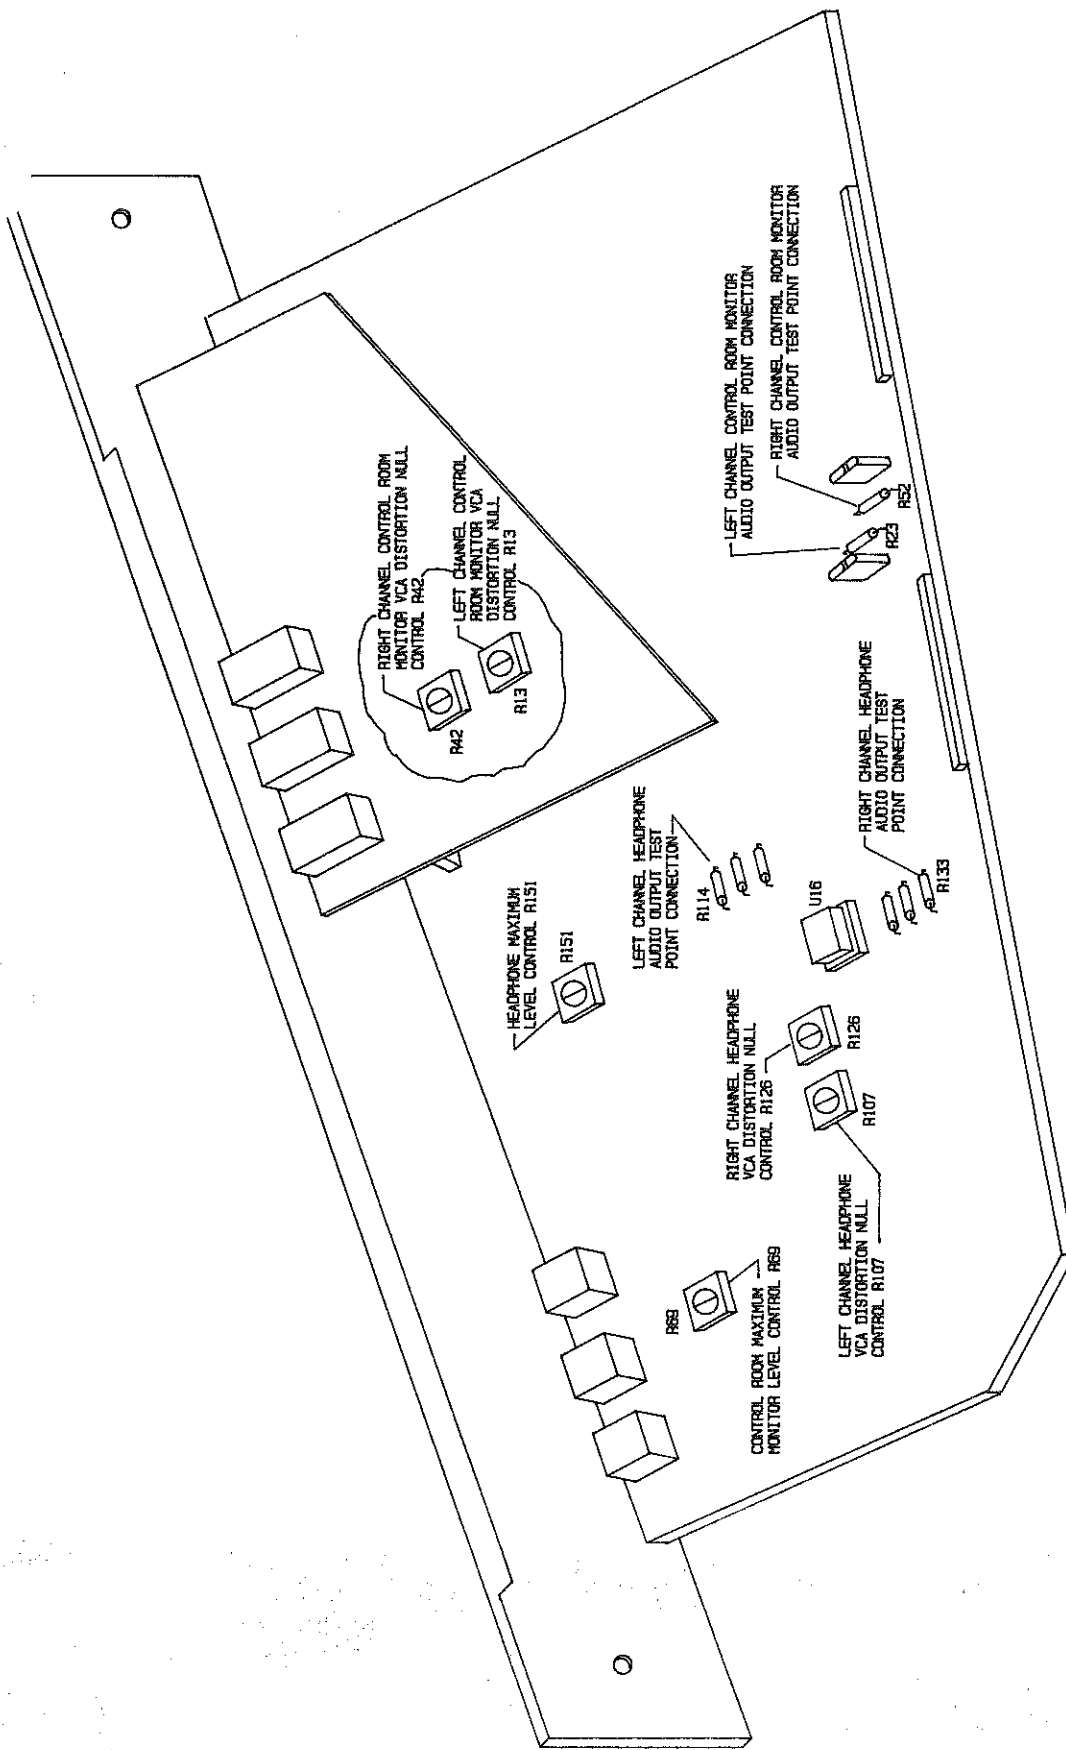 RIGHT CHANNEL CONTROL ROOM
MONITOR VCA DISTORTION NULL
CONTROL R42
LEFT CHANNEL CONTROL
ROOM MONITOR VCA
DISTORTION NULL
CONTROL R13
R42
R13
HEADPHONE MAXIMUM
LEVEL CONTROL R151
R151
LEFT CHANNEL HEADPHONE
AUDIO OUTPUT TEST
POINT CONNECTION
R114
LEFT CHANNEL CONTROL ROOM MONITOR
AUDIO OUTPUT TEST POINT CONNECTION
RIGHT CHANNEL CONTROL ROOM MONITOR
AUDIO OUTPUT TEST POINT CONNECTION
R23
R52
RIGHT CHANNEL HEADPHONE
AUDIO OUTPUT TEST
POINT CONNECTION
U16
R133
RIGHT CHANNEL HEADPHONE
VCA DISTORTION NULL
CONTROL R126
R126
R107
LEFT CHANNEL HEADPHONE
VCA DISTORTION NULL
CONTROL R107
R69
CONTROL ROOM MAXIMUM
MONITOR LEVEL CONTROL R69